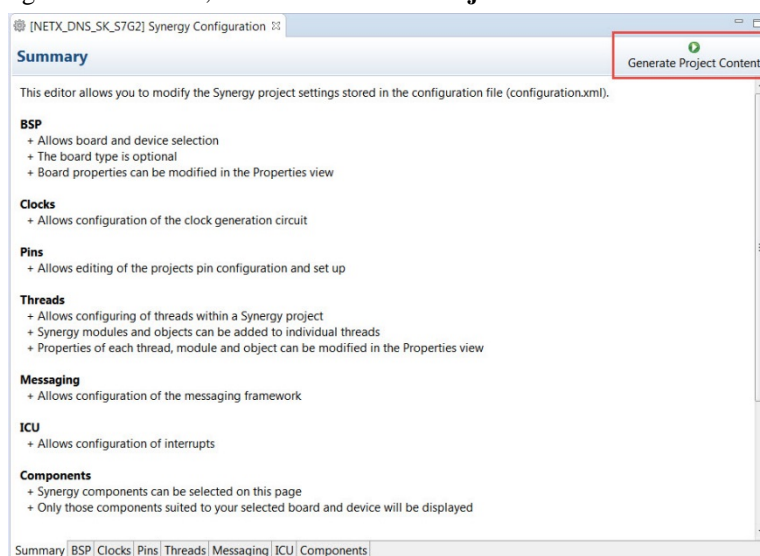 [NETX_DNS_SK_S7G2] Synergy Configuration
Summary
Generate Project Content
This editor allows you to modify the Synergy project settings stored in the configuration file (configuration.xml).
BSP
+ Allows board and device selection
+ The board type is optional
+ Board properties can be modified in the Properties view
Clocks
+ Allows configuration of the clock generation circuit
Pins
+ Allows editing of the projects pin configuration and set up
Threads
+ Allows configuring of threads within a Synergy project
+ Synergy modules and objects can be added to individual threads
+ Properties of each thread, module and object can be modified in the Properties view
Messaging
+ Allows configuration of the messaging framework
ICU
+ Allows configuration of interrupts
Components
+ Synergy components can be selected on this page
+ Only those components suited to your selected board and device will be displayed
Summary BSP Clocks Pins Threads Messaging ICU Components